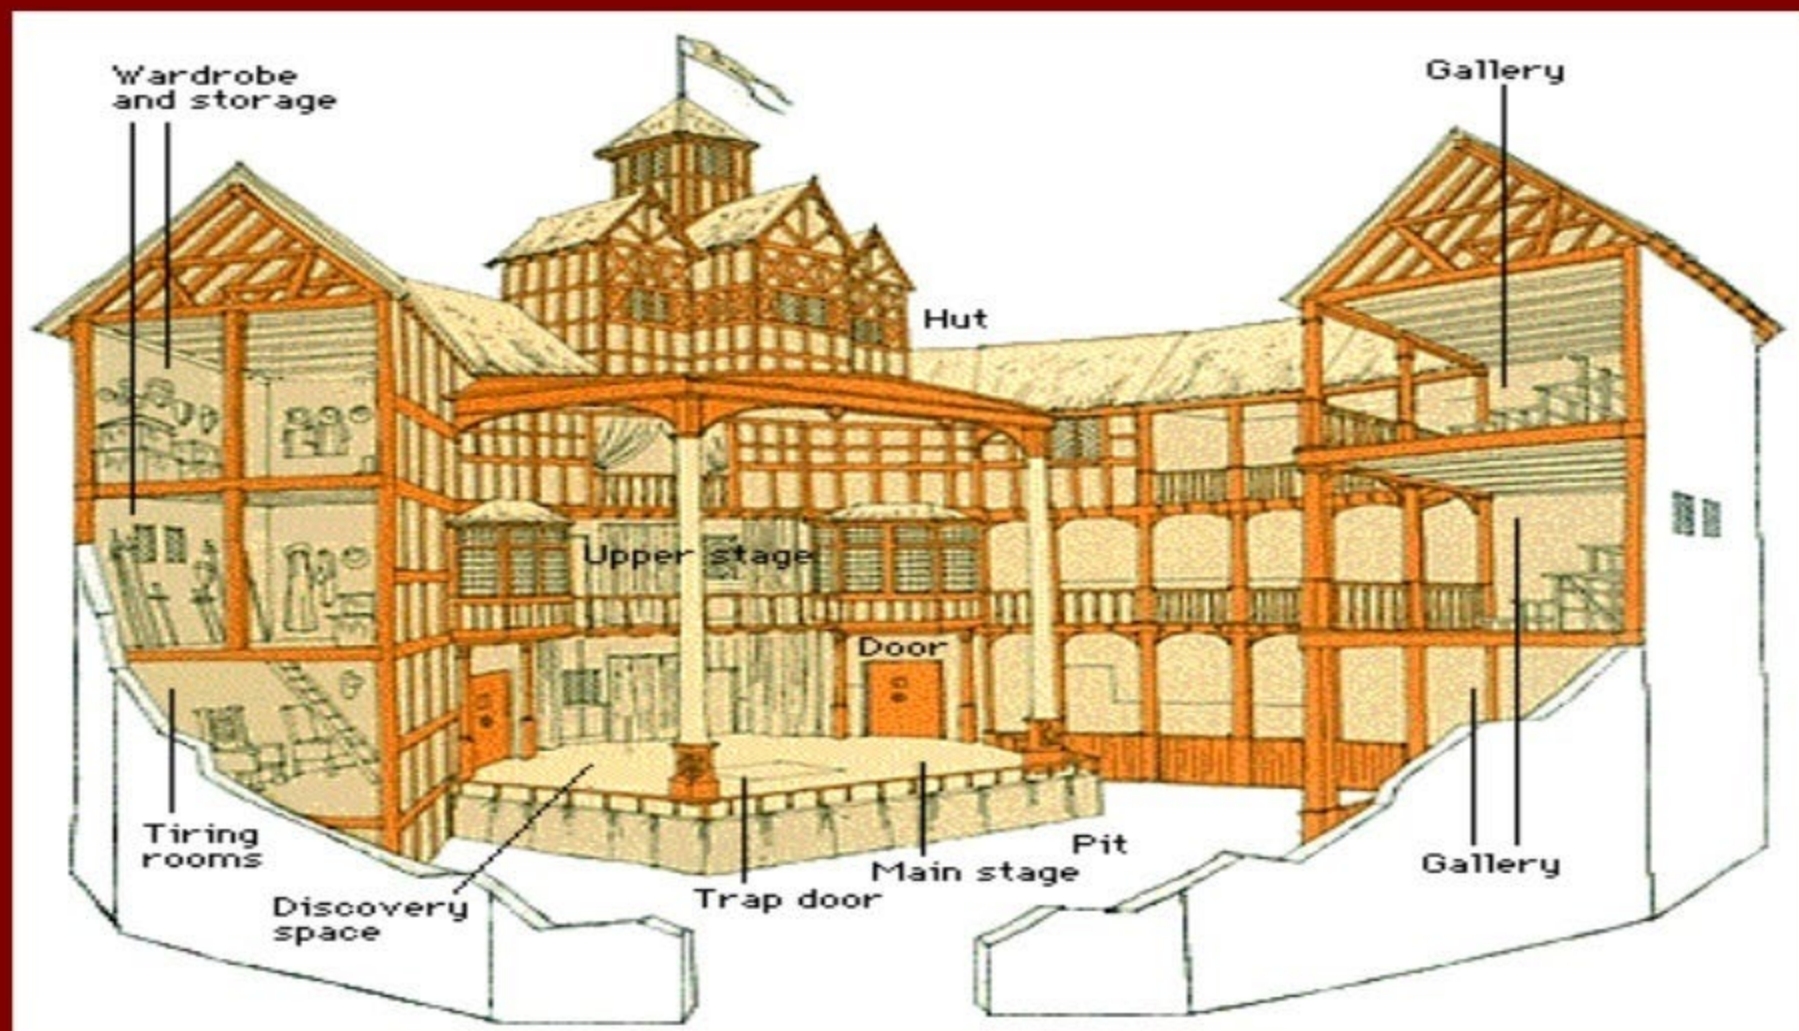 Wardrobe
and storage
Gallery
Hut
Upper stage
Door
Tiring
rooms
Discovery
space
Trap door
Main stage
Pit
Gallery